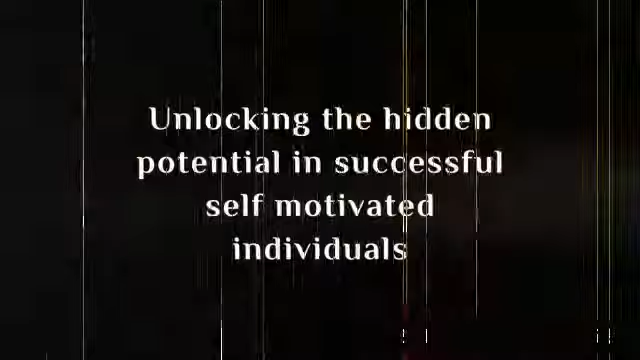 Unlocking the hidden
potential in successful
self motivated
individuals